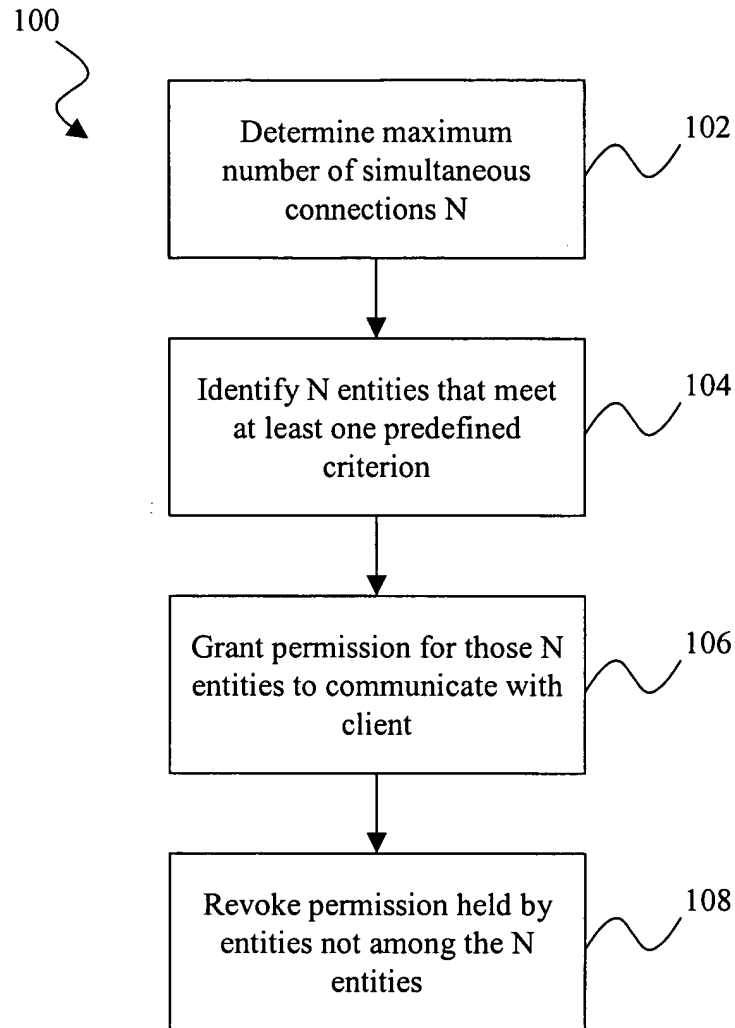 100
Determine maximum
number of simultaneous
connections N
102
Identify N entities that meet
at least one predefined
criterion
104
Grant permission for those N
entities to communicate with
client
106
Revoke permission held by
entities not among the N
entities
108